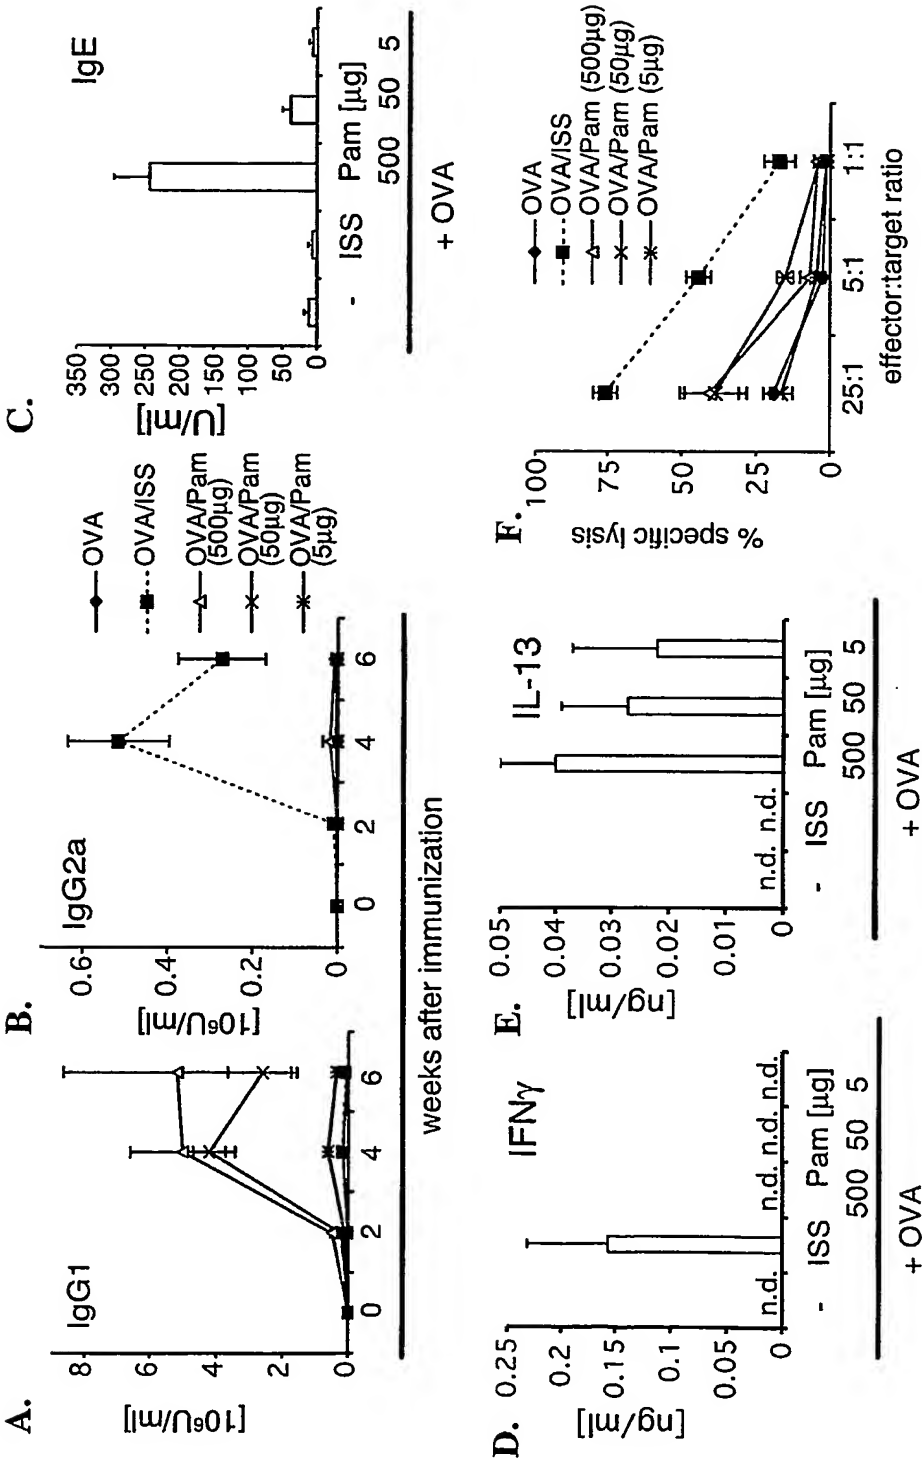 A.
IgG1
[10⁶U/ml]
8
6
4
2
0
0 2 4 6
B.
IgG2a
[10⁶U/ml]
0.6
0.4
0.2
0
0 2 4 6
weeks after immunization
OVA
OVA/ISS
OVA/Pam
(500µg)
OVA/Pam
(50µg)
OVA/Pam
(5µg)
C.
IgE
[U/ml]
350
300
250
200
150
100
50
0
- ISS Pam [µg]
500 50 5
+ OVA
D.
IFNγ
[ng/ml]
0.25
0.2
0.15
0.1
0.05
0
n.d. n.d. n.d. n.d.
- ISS Pam [µg]
500 50 5
+ OVA
E.
IL-13
[ng/ml]
0.05
0.04
0.03
0.02
0.01
0
n.d. n.d.
- ISS Pam [µg]
500 50 5
+ OVA
F.
% specific lysis
100
75
50
25
0
25:1 5:1 1:1
effector:target ratio
OVA
OVA/ISS
OVA/Pam (500µg)
OVA/Pam (50µg)
OVA/Pam (5µg)